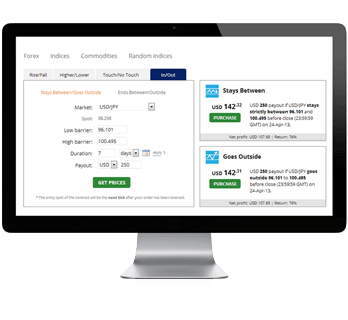 Forex Indices Commodities Random Indices
Rise/Fall Higher/Lower Touch/No Touch In/Out
Stays Between/Goes Outside Ends Between/Outside
Market: USD/JPY
Spot: 98.298
Low barrier: 96.101
High barrier: 100.495
Duration: 7 days
Payout: USD 250
GET PRICES
* The entry spot of the contract will be the next tick after your order has been received.
Stays Between
USD 142.32
PURCHASE
USD 250 payout if USD/JPY stays
strictly between 96.101 and
100.495 before close (23:59:59
GMT) on 24-Apr-13.
Net profit: USD 107.68 | Return: 76%
Goes Outside
USD 142.31
PURCHASE
USD 250 payout if USD/JPY goes
outside 96.101 to 100.495
before close (23:59:59 GMT) on
24-Apr-13.
Net profit: USD 107.69 | Return: 76%